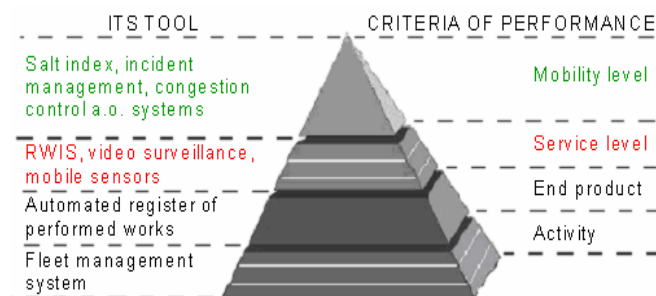 ITS TOOL
CRITERIA OF PERFORMANCE
Salt index, incident
management, congestion
control a.o. systems
Mobility level
RWIS, video surveillance,
mobile sensors
Service level
Automated register of
performed works
End product
Fleet management
system
Activity